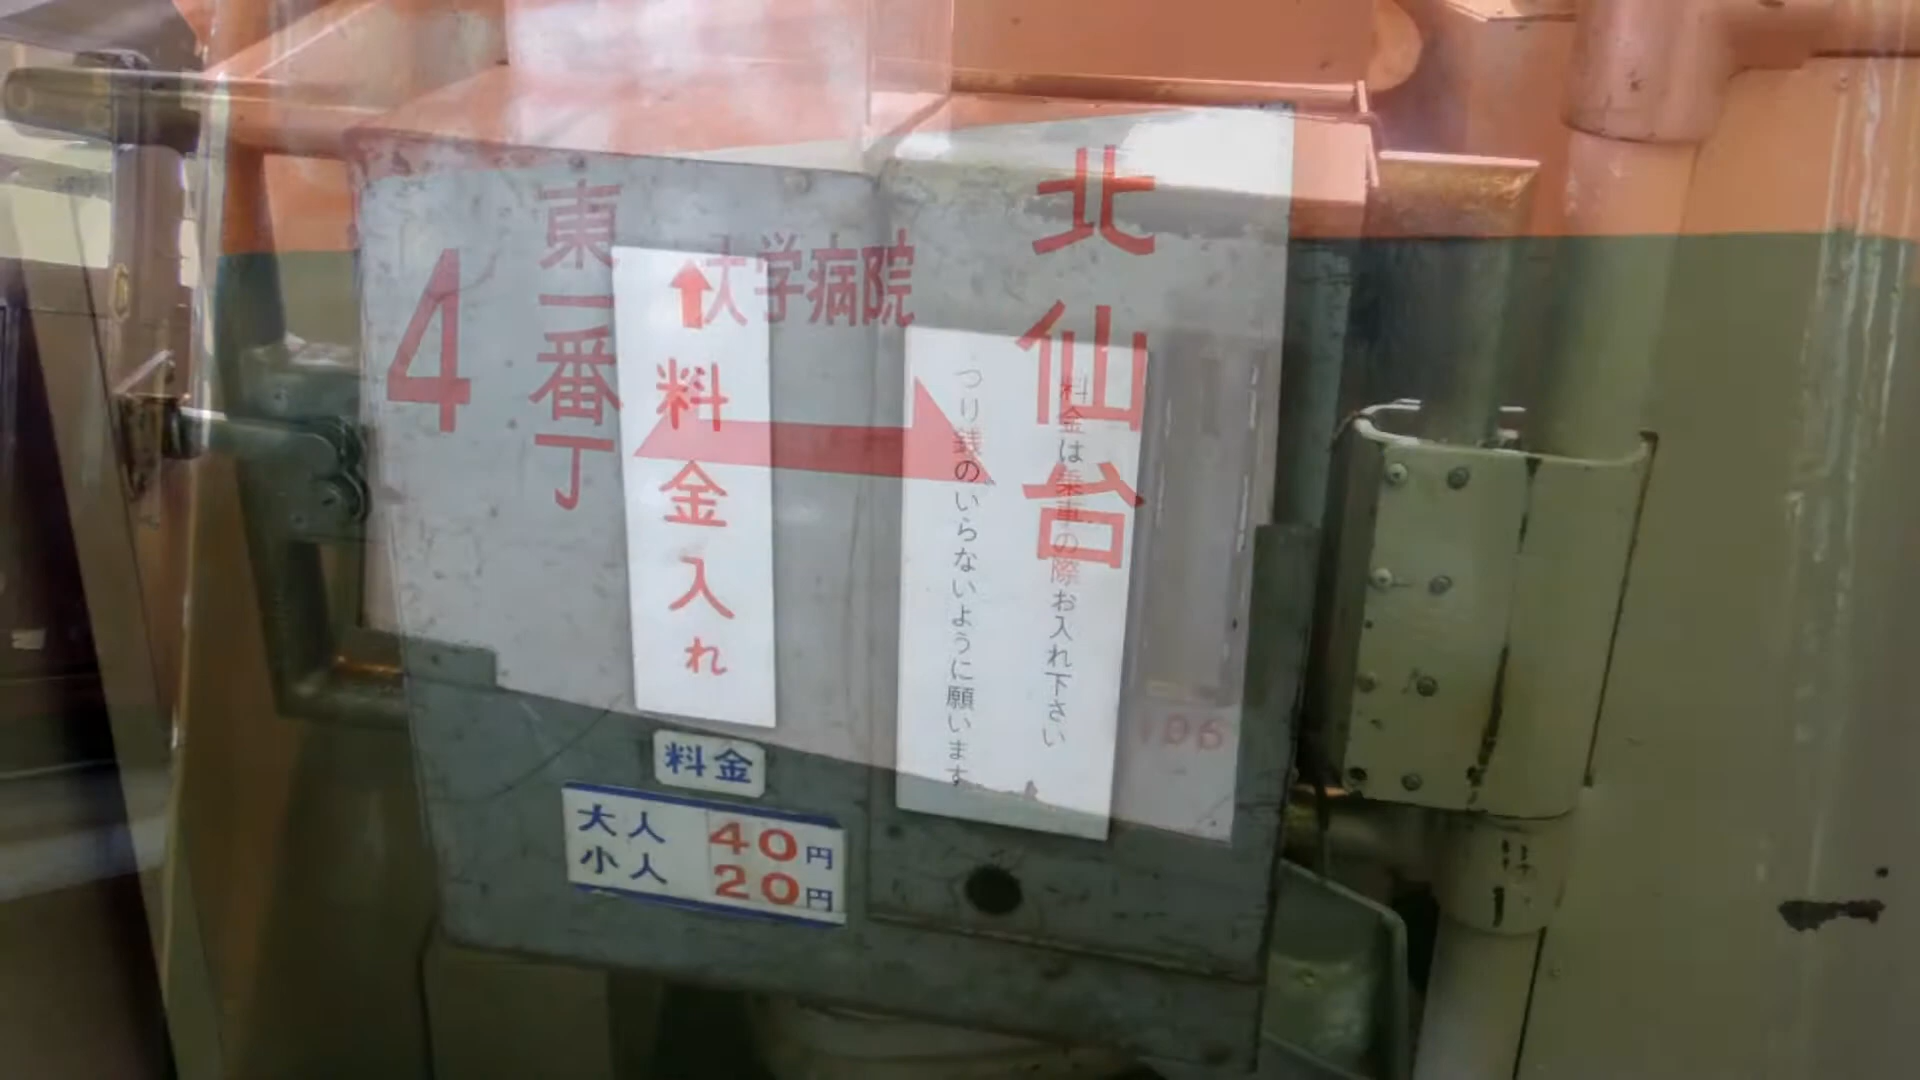 4
東一番丁
大学病院
北仙台
106
↑
料金入れ
料金は乗車の際お入れ下さい
つり銭のいらないように願います
料金
大人 40円
小人 20円